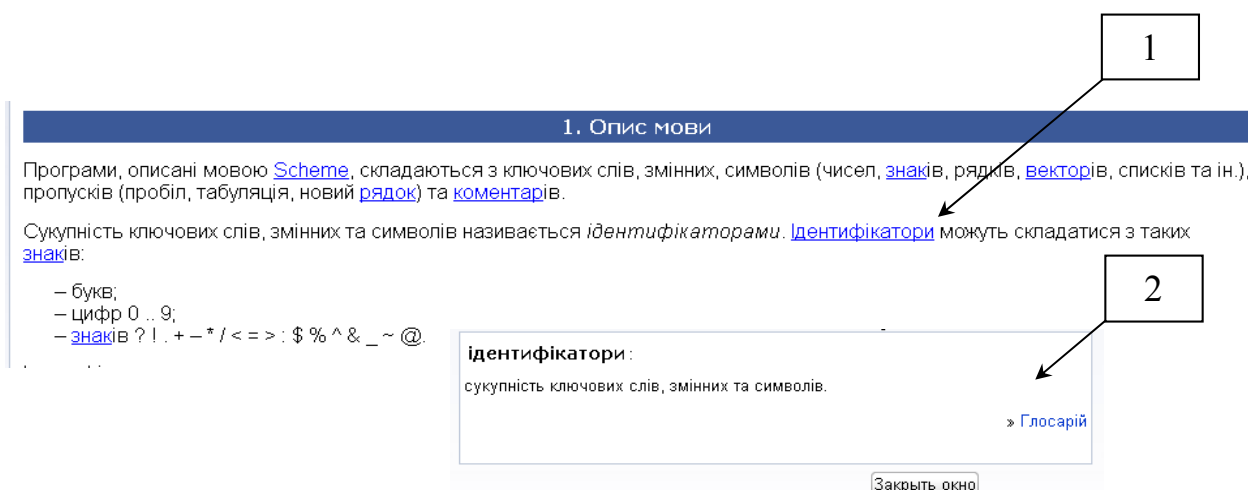 1
1. Опис мови
Програми, описані мовою Scheme, складаються з ключових слів, змінних, символів (чисел, знаків, рядків, векторів, списків та ін.),
пропусків (пробіл, табуляція, новий рядок) та коментарів.
Сукупність ключових слів, змінних та символів називається ідентифікаторами. Ідентифікатори можуть складатися з таких
знаків:
– букв;
– цифр 0 .. 9;
– знаків ? ! . + – * / < = > : $ % ^ & _ ~ @.
2
ідентифікатори:
сукупність ключових слів, змінних та символів.
» Глосарій
Закрыть окно